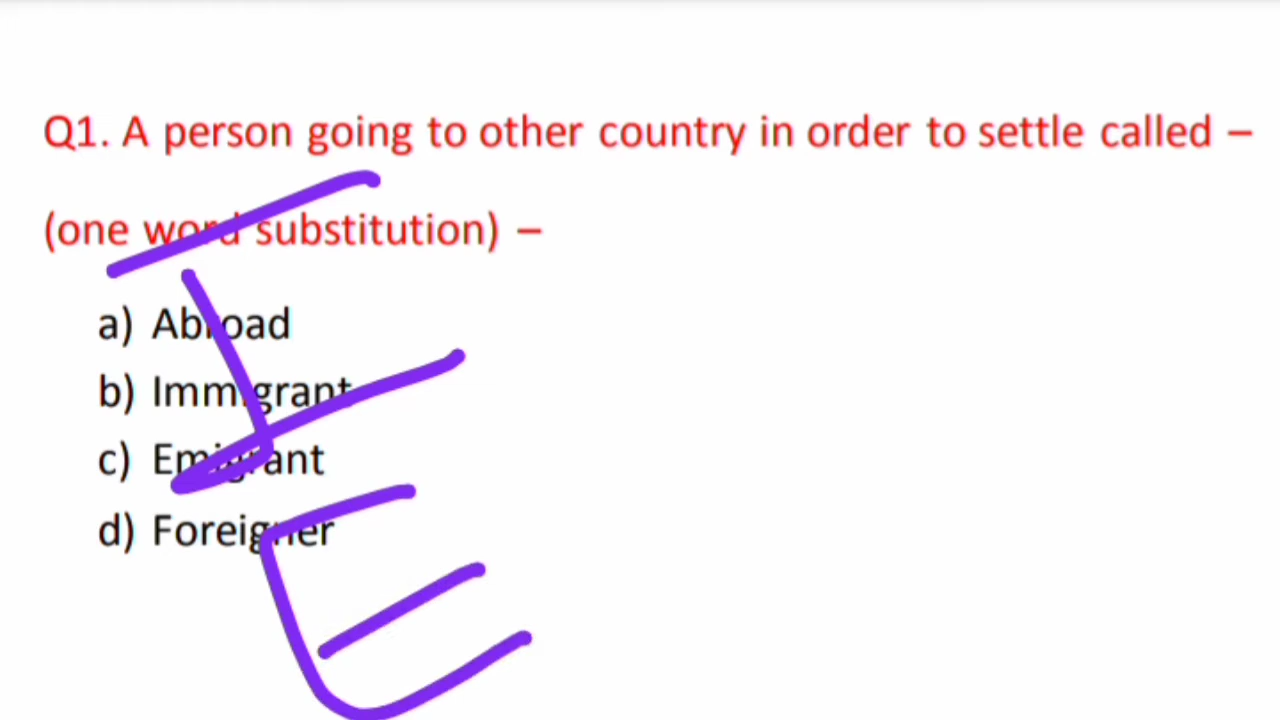 Q1. A person going to other country in order to settle called –
(one word substitution) –
a) Abroad
b) Immigrant
c) Emigrant
d) Foreigner
I
E